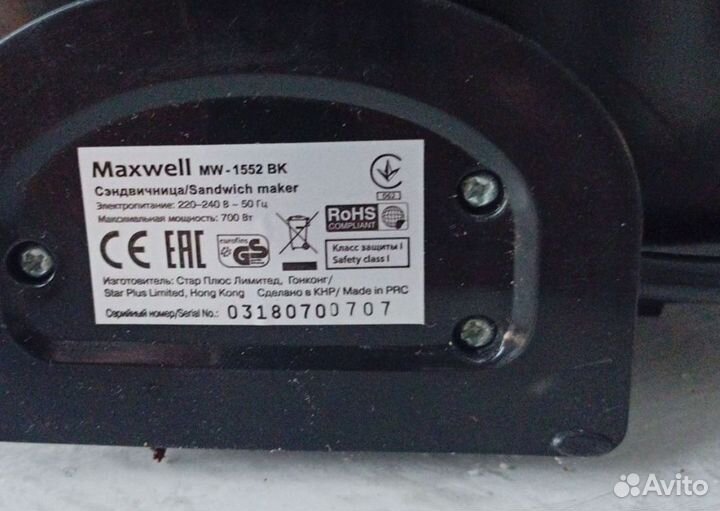 Maxwell MW-1552 BK
Сэндвичница/Sandwich maker
Электропитание: 220-240 В ~ 50 Гц
Максимальная мощность: 700 Вт
062
CE EAC eurofins GS RoHS
COMPLIANT
Класс защиты I
Safety class I
Изготовитель: Стар Плюс Лимитед, Гонконг/
Star Plus Limited, Hong Kong Сделано в КНР/ Made in PRC
Серийный номер/Serial No.: 03180700707
Avito